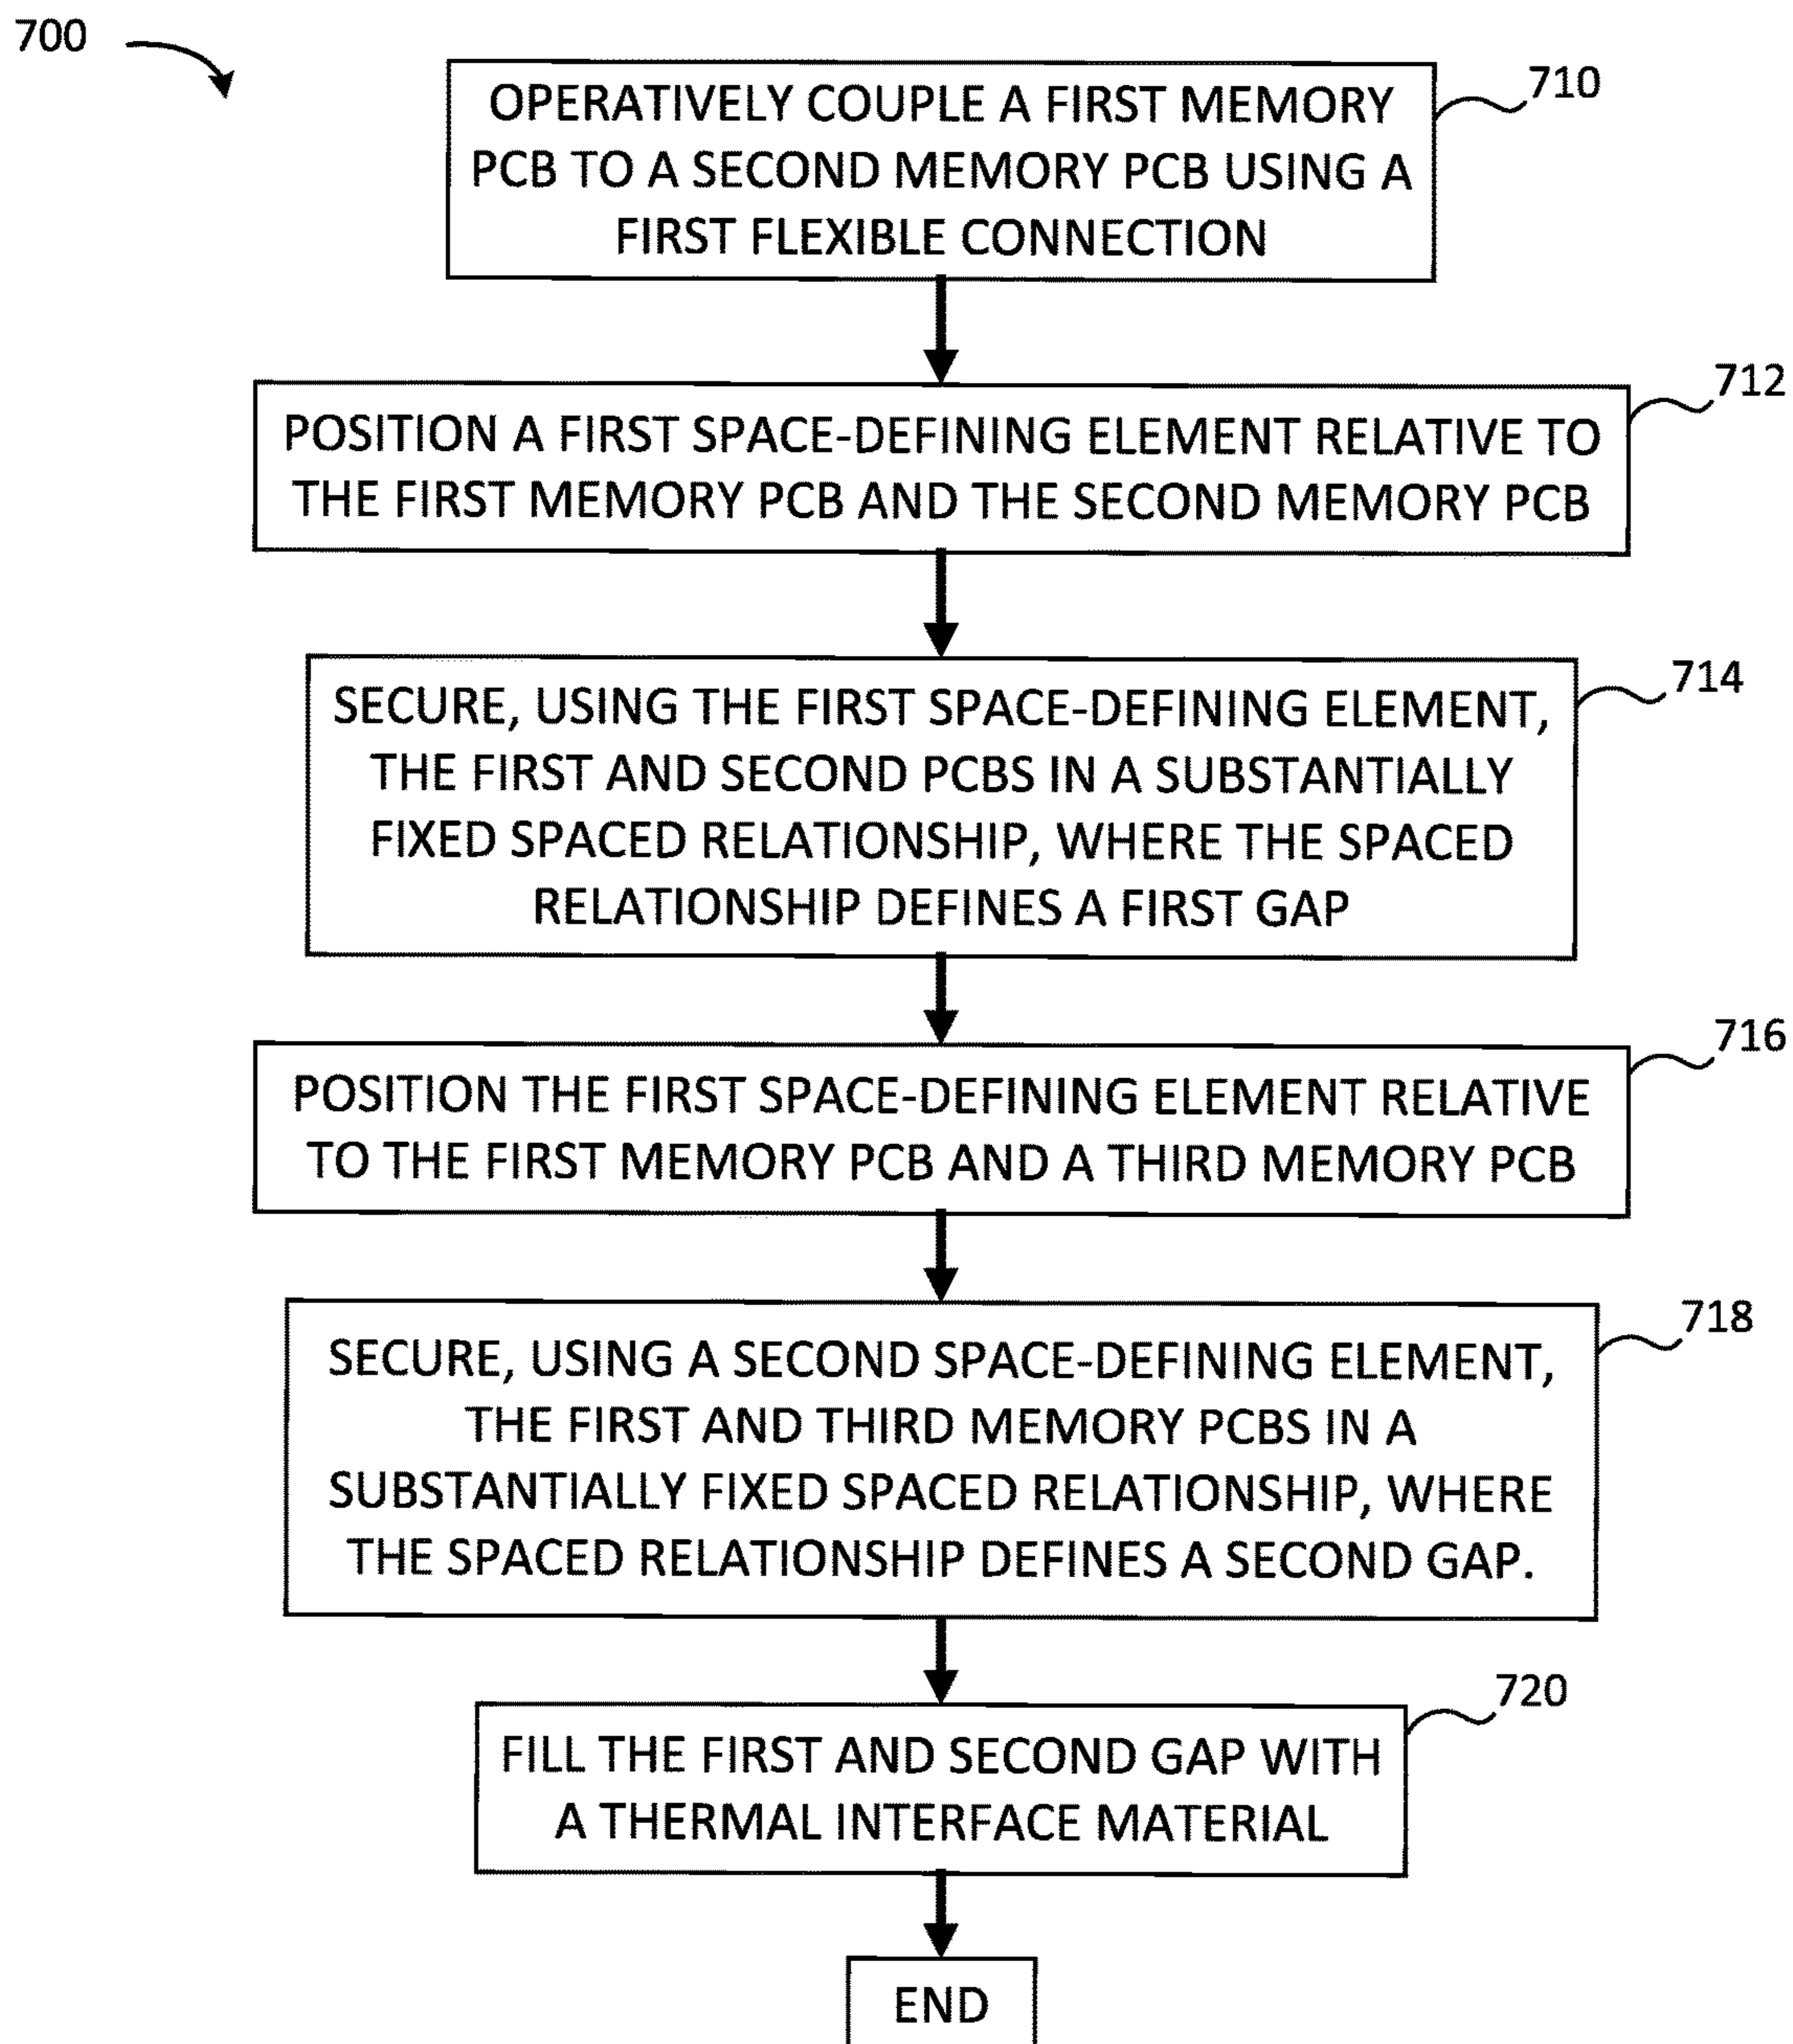 700
710
OPERATIVELY COUPLE A FIRST MEMORY
PCB TO A SECOND MEMORY PCB USING A
FIRST FLEXIBLE CONNECTION
712
POSITION A FIRST SPACE-DEFINING ELEMENT RELATIVE TO
THE FIRST MEMORY PCB AND THE SECOND MEMORY PCB
714
SECURE, USING THE FIRST SPACE-DEFINING ELEMENT,
THE FIRST AND SECOND PCBS IN A SUBSTANTIALLY
FIXED SPACED RELATIONSHIP, WHERE THE SPACED
RELATIONSHIP DEFINES A FIRST GAP
716
POSITION THE FIRST SPACE-DEFINING ELEMENT RELATIVE
TO THE FIRST MEMORY PCB AND A THIRD MEMORY PCB
718
SECURE, USING A SECOND SPACE-DEFINING ELEMENT,
THE FIRST AND THIRD MEMORY PCBS IN A
SUBSTANTIALLY FIXED SPACED RELATIONSHIP, WHERE
THE SPACED RELATIONSHIP DEFINES A SECOND GAP.
720
FILL THE FIRST AND SECOND GAP WITH
A THERMAL INTERFACE MATERIAL
END